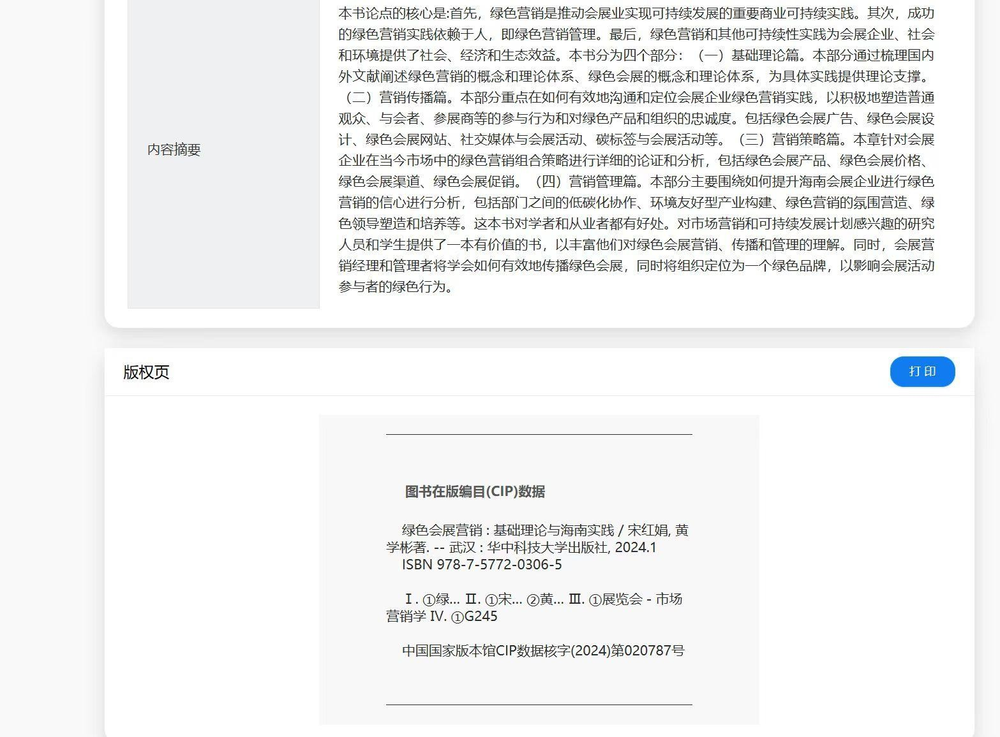 本书论点的核心是:首先，绿色营销是推动会展业实现可持续发展的重要商业可持续实践。其次，成功
的绿色营销实践依赖于人，即绿色营销管理。最后，绿色营销和其他可持续性实践为会展企业、社会
和环境提供了社会、经济和生态效益。本书分为四个部分：（一）基础理论篇。本部分通过梳理国内
外文献阐述绿色营销的概念和理论体系、绿色会展的概念和理论体系，为具体实践提供理论支撑。
（二）营销传播篇。本部分重点在如何有效地沟通和定位会展企业绿色营销实践，以积极地塑造普通
观众、与会者、参展商等的参与行为和对绿色产品和组织的忠诚度。包括绿色会展广告、绿色会展设
计、绿色会展网站、社交媒体与会展活动、碳标签与会展活动等。（三）营销策略篇。本章针对会展
内容摘要
企业在当今市场中的绿色营销组合策略进行详细的论证和分析，包括绿色会展产品、绿色会展价格、
绿色会展渠道、绿色会展促销。（四）营销管理篇。本部分主要围绕如何提升海南会展企业进行绿色
营销的信心进行分析，包括部门之间的低碳化协作、环境友好型产业构建、绿色营销的氛围营造、绿
色领导塑造和培养等。这本书对学者和从业者都有好处。对市场营销和可持续发展计划感兴趣的研究
人员和学生提供了一本有价值的书，以丰富他们对绿色会展营销、传播和管理的理解。同时，会展营
销经理和管理者将学会如何有效地传播绿色会展，同时将组织定位为一个绿色品牌，以影响会展活动
参与者的绿色行为。
版权页
打 印
图书在版编目(CIP)数据
绿色会展营销 : 基础理论与海南实践 / 宋红娟, 黄
学彬著. -- 武汉 : 华中科技大学出版社, 2024.1
ISBN 978-7-5772-0306-5
Ⅰ. ①绿… Ⅱ. ①宋… ②黄… Ⅲ. ①展览会 - 市场
营销学 IV. ①G245
中国国家版本馆CIP数据核字(2024)第020787号